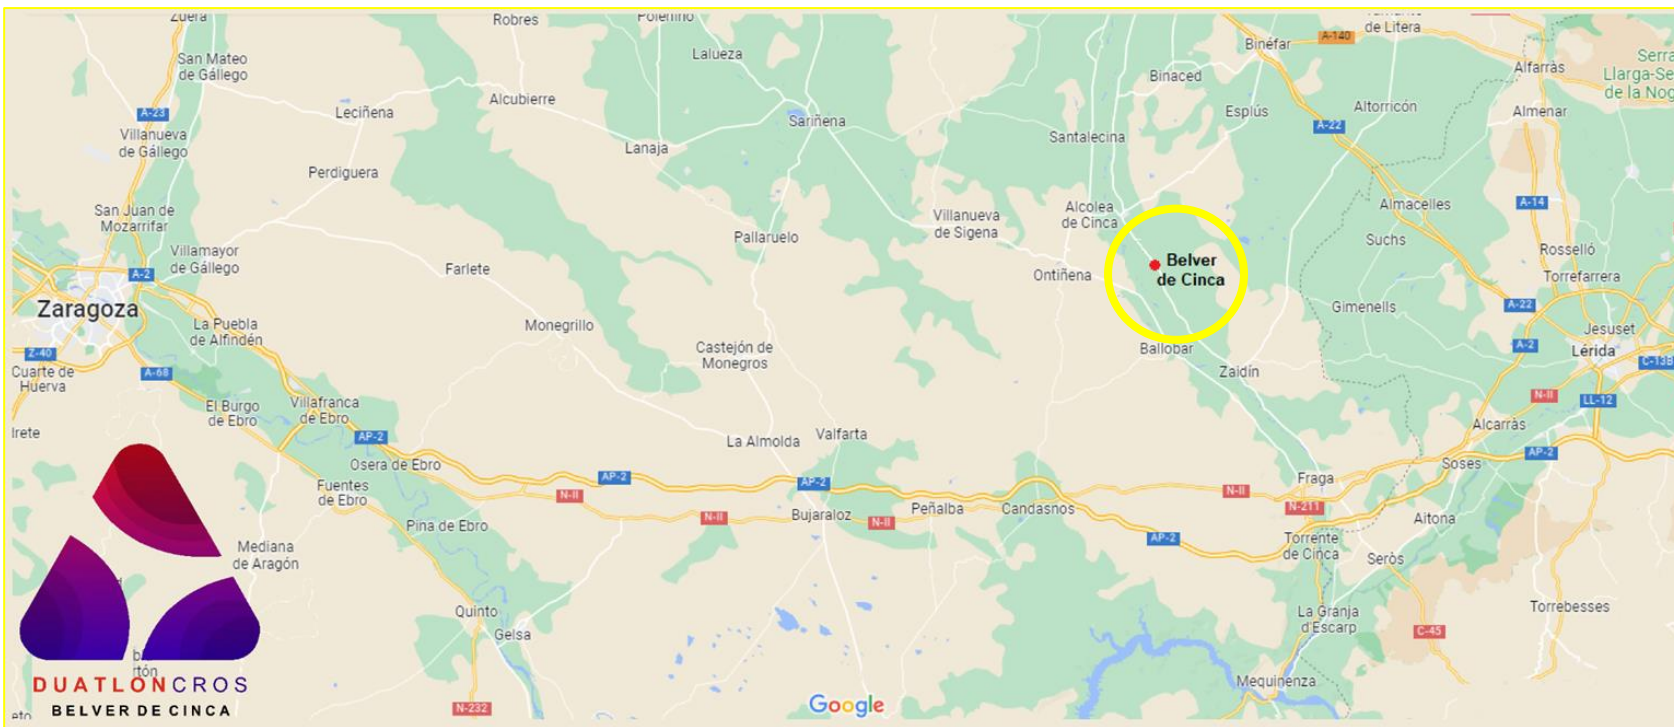 Zuera
Robres
Polenino
de Litera
San Mateo
de Gállego
Lalueza
Binéfar
A-140
Serra
Llarga-Se
de la Nog
Alfarràs
Binaced
Alcubierre
A-23
Leciñena
Sariñena
Esplús
Altorricón
Almenar
A-22
Villanueva
de Gállego
Lanaja
Santalecina
Perdiguera
San Juan de
Mozarrifar
Villanueva
de Sigena
Alcolea
de Cinca
Almacelles
A-14
Pallaruelo
Suchs
Rosselló
Villamayor
de Gállego
Farlete
Ontiñena
Belver
de Cinca
Torrefarrera
A-2
Zaragoza
La Puebla
de Alfindén
Monegrillo
Gimenells
A-22
Jesuset
Castejón de
Monegros
Ballobar
A-2
Lérida
Z-40
Cuarte de
Huerva
A-68
Zaidín
C-13B
El Burgo
de Ebro
Villafranca
de Ebro
N-II
LL-12
lrete
AP-2
La Almolda
Valfarta
Alcarràs
AP-2
Osera de Ebro
AP-2
AP-2
Soses
Fuentes
de Ebro
N-II
Fraga
N-II
Bujaraloz
N-II
Peñalba
Candasnos
N-II
N-211
Aitona
Pina de Ebro
AP-2
Torrente
de Cinca
Seròs
Mediana
de Aragón
Quinto
Gelsa
La Granja
d'Escarp
Torrebesses
C-45
rtón
Mequinenza
DUATLONCROS
BELVER DE CINCA
N-232
Google